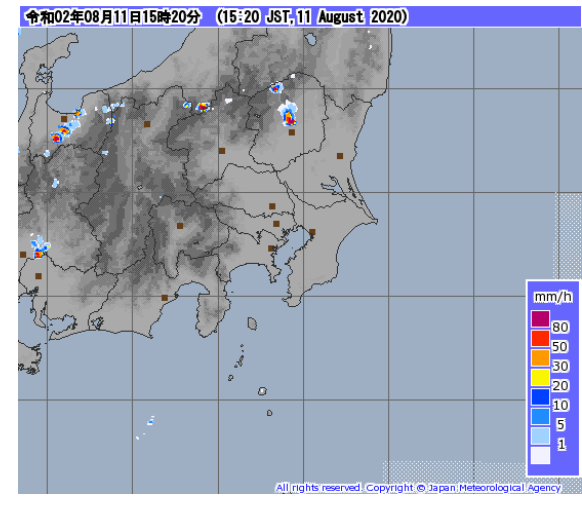 令和02年08月11日15時20分 (15:20 JST,11 August 2020)
mm/h
80
50
30
20
10
5
1
All rights reserved. Copyright © Japan Meteorological Agency